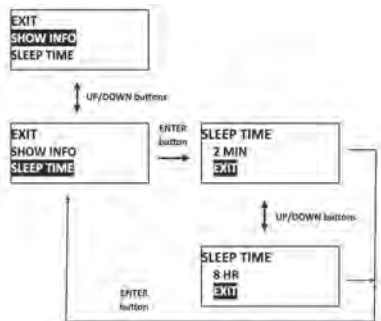 EXIT
SHOW INFO
SLEEP TIME
UP/DOWN buttons
EXIT
SHOW INFO
SLEEP TIME
ENTER
button
SLEEP TIME
2 MIN
EXIT
UP/DOWN buttons
SLEEP TIME
8 HR
EXIT
ENTER
button